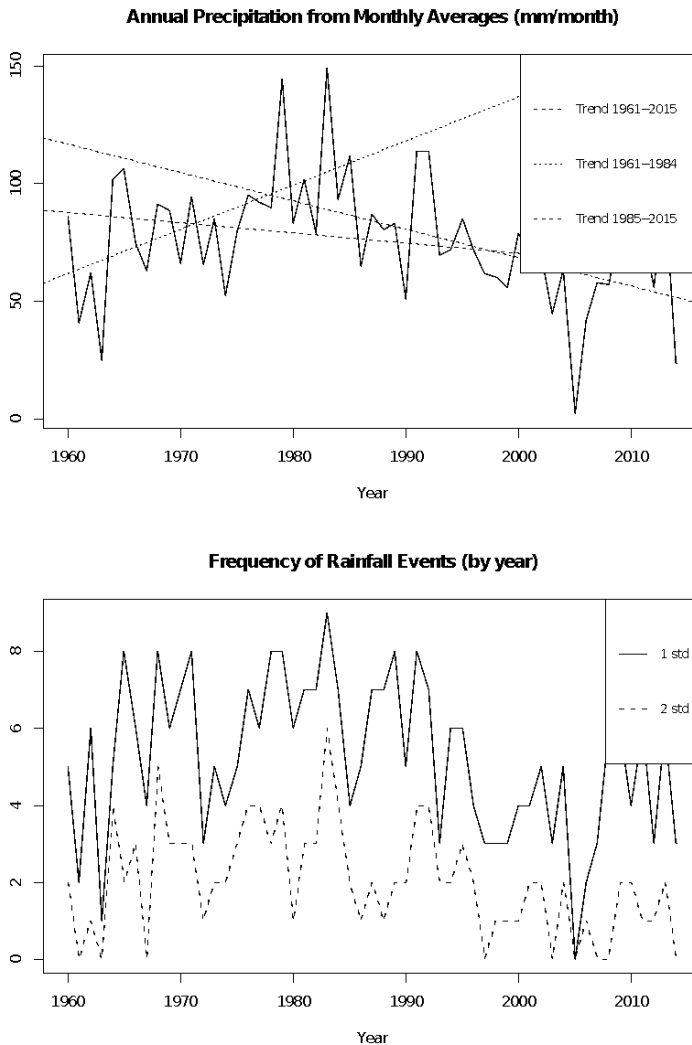 Annual Precipitation from Monthly Averages (mm/month)
150
100
50
0
Trend 1961–2015
Trend 1961–1984
Trend 1985–2015
1960 1970 1980 1990 2000 2010
Year
Frequency of Rainfall Events (by year)
8
6
4
2
0
1 std
2 std
1960 1970 1980 1990 2000 2010
Year